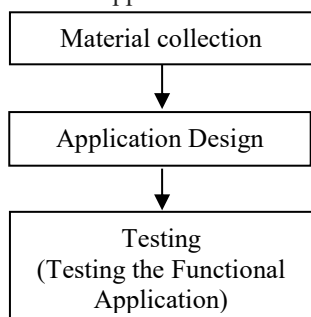 Material collection
Application Design
Testing
(Testing the Functional
Application)